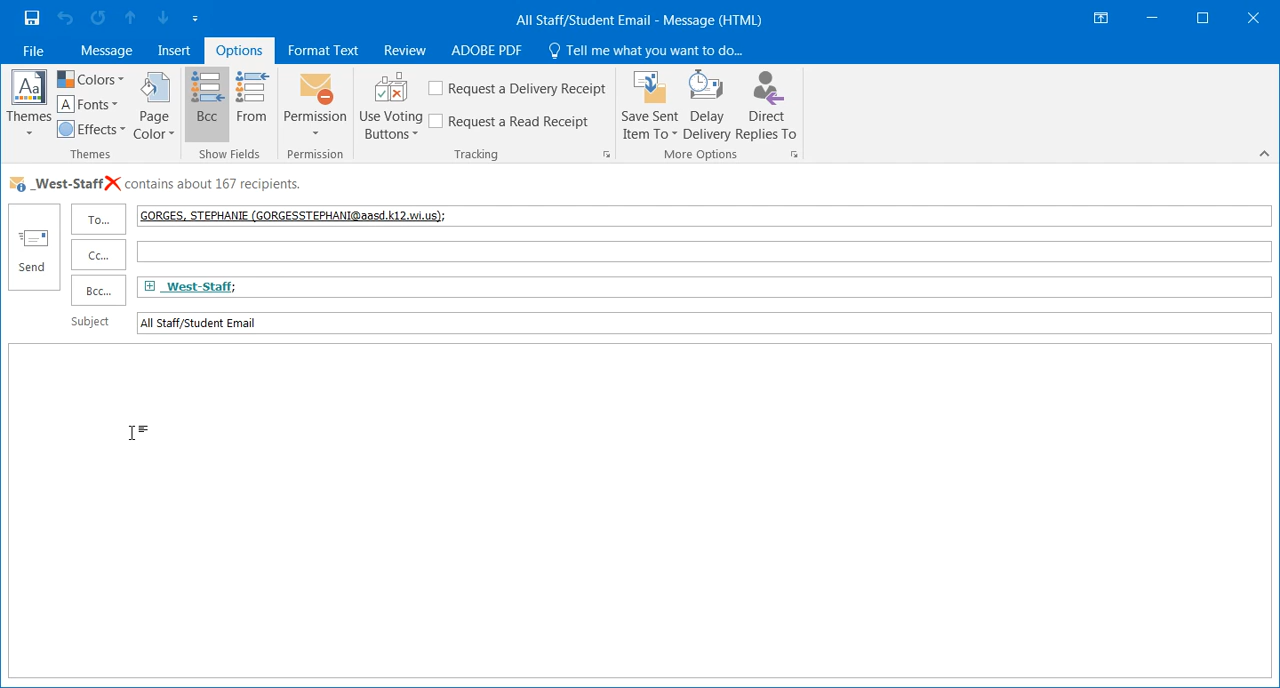 All Staff/Student Email - Message (HTML)
File Message Insert Options Format Text Review ADOBE PDF Tell me what you want to do...
Aa Themes
Colors
A Fonts
Effects
Page Color
Themes
Bcc From
Show Fields
Permission
Permission
Use Voting Buttons
Request a Delivery Receipt
Request a Read Receipt
Tracking
Save Sent Item To
Delay Delivery
Direct Replies To
More Options
_West-Staff contains about 167 recipients.
Send
To... GORGES, STEPHANIE (GORGESSTEPHANI@aasd.k12.wi.us);
Cc...
Bcc... _West-Staff;
Subject All Staff/Student Email